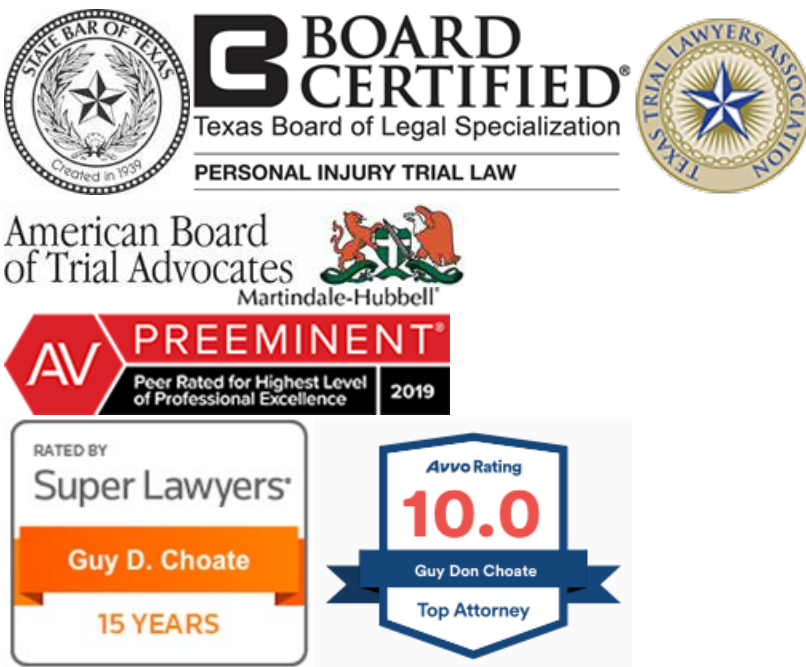 STATE BAR OF TEXAS
Created in 1939
BOARD
CERTIFIED®
Texas Board of Legal Specialization
PERSONAL INJURY TRIAL LAW
TEXAS TRIAL LAWYERS ASSOCIATION
American Board
of Trial Advocates
Martindale-Hubbell®
AV
PREEMINENT®
Peer Rated for Highest Level
of Professional Excellence
2019
RATED BY
Super Lawyers®
Guy D. Choate
15 YEARS
Avvo Rating
10.0
Guy Don Choate
Top Attorney